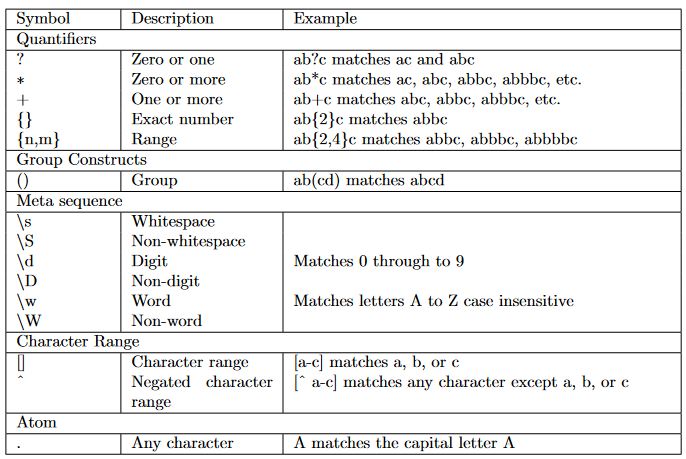 Symbol Description Example
Quantifiers
? Zero or one ab?c matches ac and abc
* Zero or more ab*c matches ac, abc, abbc, abbbc, etc.
+ One or more ab+c matches abc, abbc, abbbc, etc.
{} Exact number ab{2}c matches abbc
{n,m} Range ab{2,4}c matches abbc, abbbc, abbbbc
Group Constructs
() Group ab(cd) matches abcd
Meta sequence
\s Whitespace
\S Non-whitespace
\d Digit Matches 0 through to 9
\D Non-digit
\w Word Matches letters A to Z case insensitive
\W Non-word
Character Range
[] Character range [a-c] matches a, b, or c
^ Negated character [^ a-c] matches any character except a, b, or c
range
Atom
. Any character A matches the capital letter A